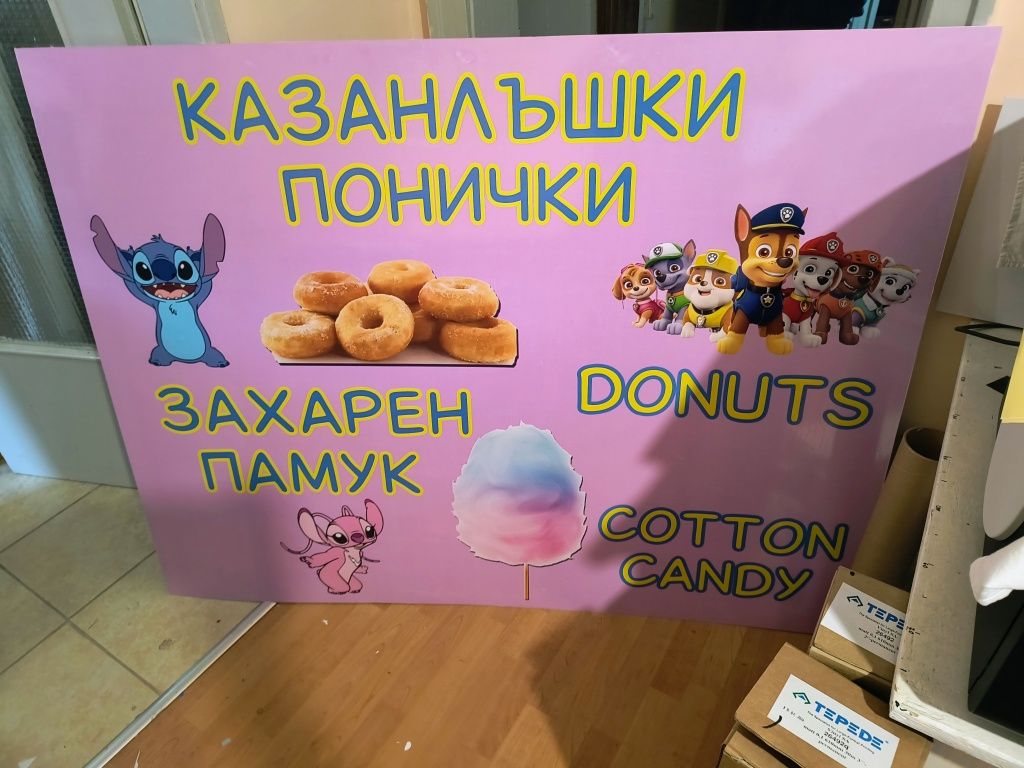 КАЗАНЛЪШКИ
ПОНИЧКИ
DONUTS
ЗАХАРЕН
ПАМУК
COTTON
CANDY
TEPEDE
TEPEDE